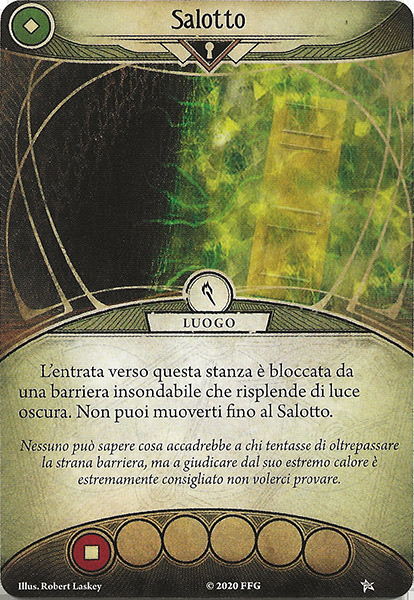 Salotto
LUOGO
L'entrata verso questa stanza è bloccata da
una barriera insondabile che risplende di luce
oscura. Non puoi muoverti fino al Salotto.
Nessuno può sapere cosa accadrebbe a chi tentasse di oltrepassare
la strana barriera, ma a giudicare dal suo estremo calore è
estremamente consigliato non volerci provare.
Illus. Robert Laskey
© 2020 FFG